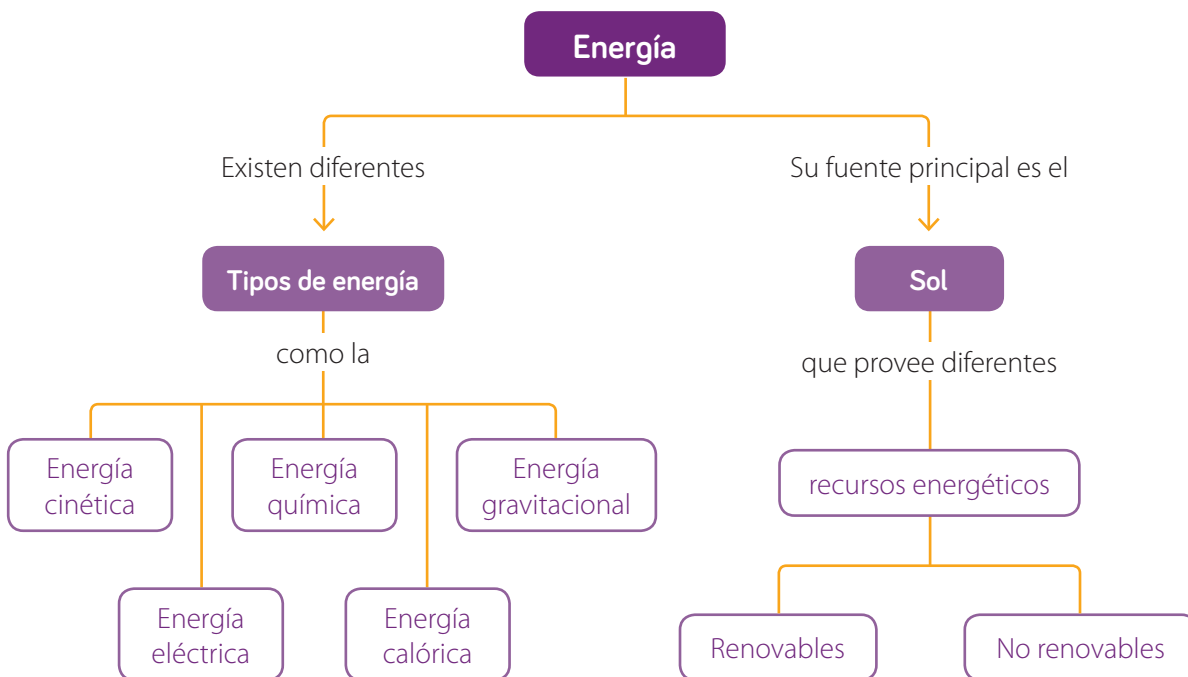 Energía
Existen diferentes
Su fuente principal es el
Tipos de energía
Sol
como la
que provee diferentes
Energía
cinética
Energía
química
Energía
gravitacional
recursos energéticos
Energía
eléctrica
Energía
calórica
Renovables
No renovables